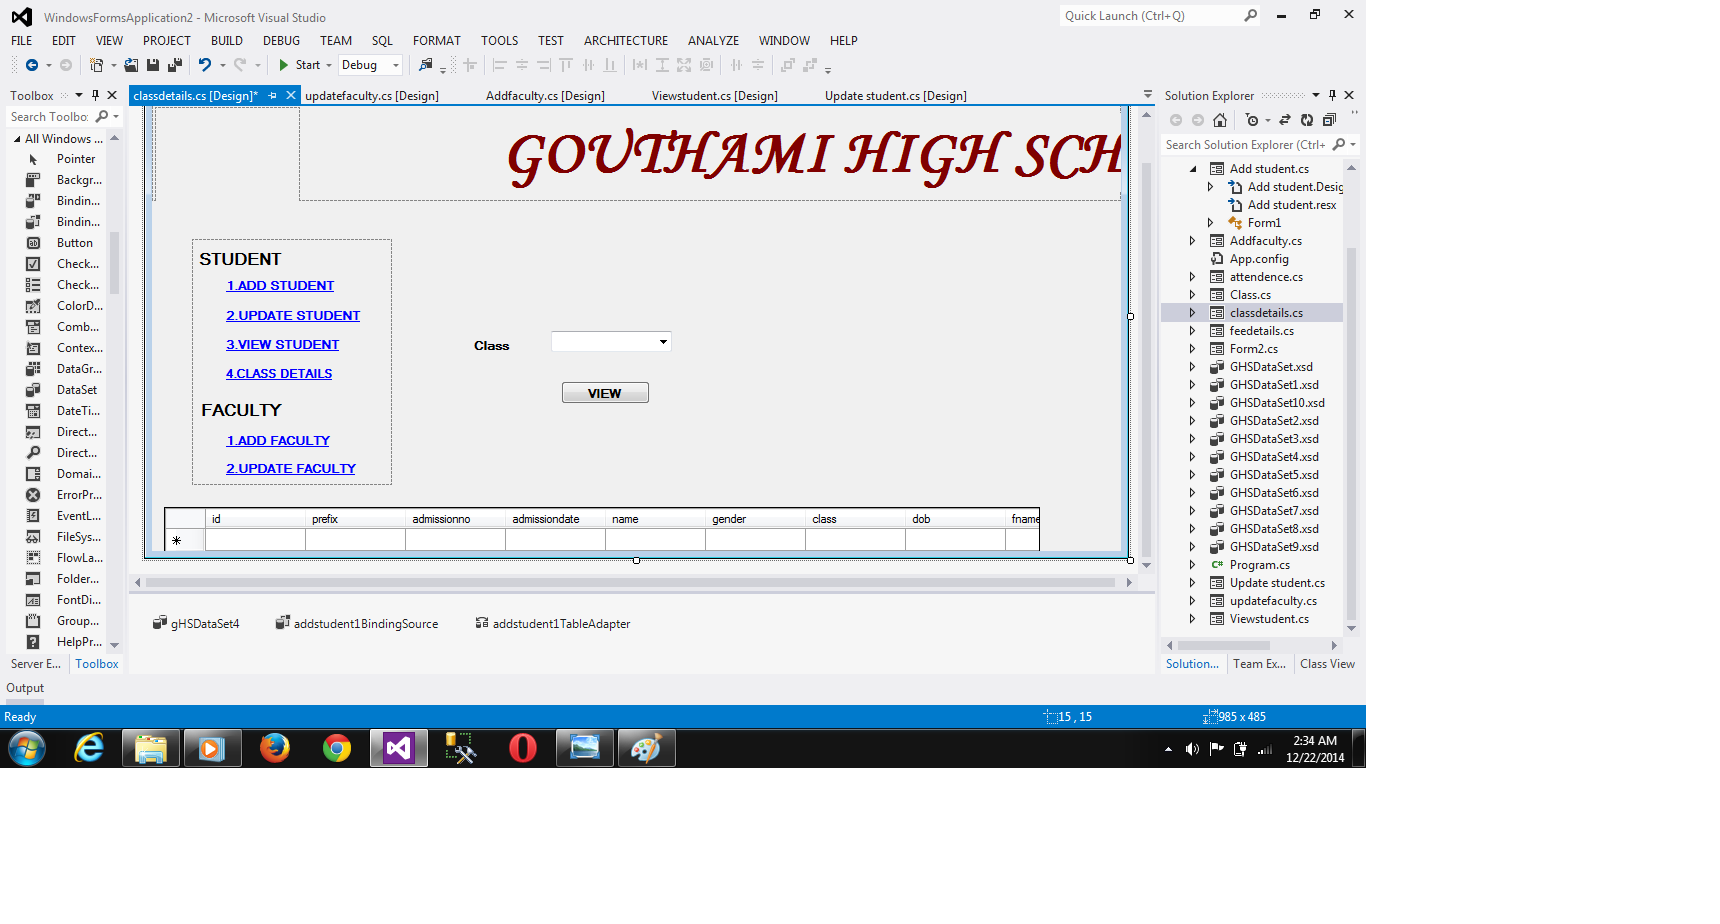 WindowsFormsApplication2 - Microsoft Visual Studio
Quick Launch (Ctrl+Q)
FILE EDIT VIEW PROJECT BUILD DEBUG TEAM SQL FORMAT TOOLS TEST ARCHITECTURE ANALYZE WINDOW HELP
Start Debug
Toolbox
Search Toolbo
All Windows ...
Pointer
Backgr...
Bindin...
Bindin...
Button
Check...
Check...
ColorD...
Comb...
Contex...
DataGr...
DataSet
DateTi...
Direct...
Direct...
Domai...
ErrorPr...
EventL...
FileSys...
FlowLa...
Folder...
FontDi...
Group...
HelpPr...
Server E... Toolbox
classdetails.cs [Design]* updatefaculty.cs [Design] Addfaculty.cs [Design] Viewstudent.cs [Design] Update student.cs [Design]
GOUTHAMI HIGH SCH
STUDENT
1.ADD STUDENT
2.UPDATE STUDENT
3.VIEW STUDENT
4.CLASS DETAILS
FACULTY
1.ADD FACULTY
2.UPDATE FACULTY
Class
VIEW
id prefix admissionno admissiondate name gender class dob fname
gHSDataSet4 addstudent1BindingSource addstudent1TableAdapter
Solution Explorer
Search Solution Explorer (Ctrl+
Add student.cs
Add student.Desig
Add student.resx
Form1
Addfaculty.cs
App.config
attendence.cs
Class.cs
classdetails.cs
feedetails.cs
Form2.cs
GHSDataSet.xsd
GHSDataSet1.xsd
GHSDataSet10.xsd
GHSDataSet2.xsd
GHSDataSet3.xsd
GHSDataSet4.xsd
GHSDataSet5.xsd
GHSDataSet6.xsd
GHSDataSet7.xsd
GHSDataSet8.xsd
GHSDataSet9.xsd
C# Program.cs
Update student.cs
updatefaculty.cs
Viewstudent.cs
Solution... Team Ex... Class View
Output
Ready 15 , 15 985 x 485
2:34 AM
12/22/2014